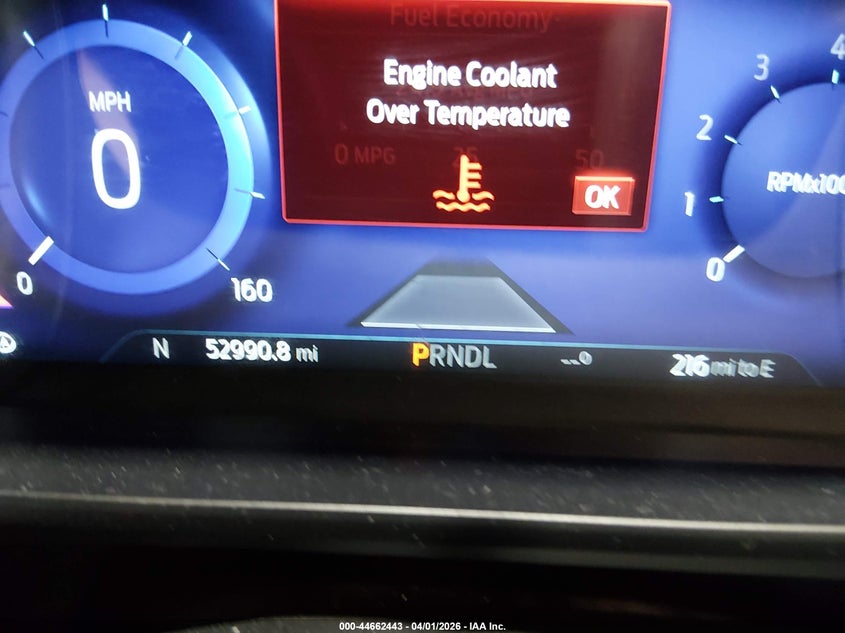 Fuel Economy
Engine Coolant
Over Temperature
0 MPG 25 50
OK
MPH
0
0
160
4
3
2
1
0
RPMx100
N 52990.8 mi PRNDL --° 216 mi to E
000-44662443 - 04/01/2026 - IAA Inc.